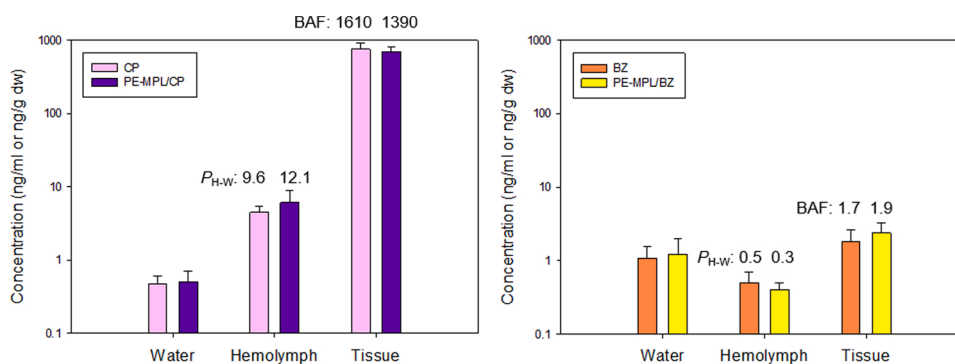 BAF: 1610 1390
Concentration (ng/ml or ng/g dw)
1000
100
10
1
0.1
CP
PE-MPL/CP
PH-W: 9.6 12.1
Water Hemolymph Tissue
Concentration (ng/ml or ng/g dw)
1000
100
10
1
0.1
BZ
PE-MPL/BZ
BAF: 1.7 1.9
PH-W: 0.5 0.3
Water Hemolymph Tissue